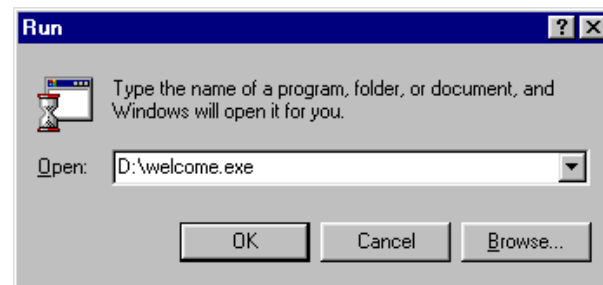 Run
Type the name of a program, folder, or document, and
Windows will open it for you.
Open: D:\welcome.exe
OK Cancel Browse...